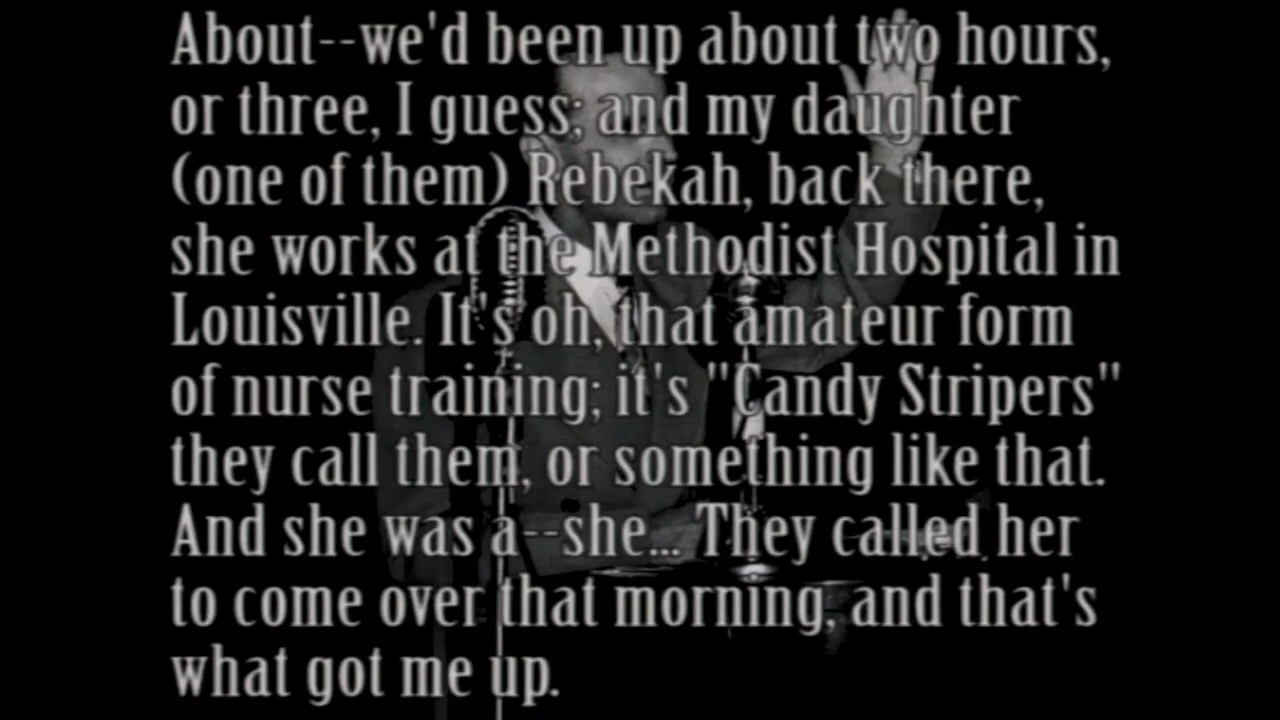 About--we'd been up about two hours,
or three, I guess; and my daughter
(one of them) Rebekah, back there,
she works at the Methodist Hospital in
Louisville. It's oh, that amateur form
of nurse training; it's "Candy Stripers"
they call them, or something like that.
And she was a--she... They called her
to come over that morning, and that's
what got me up.